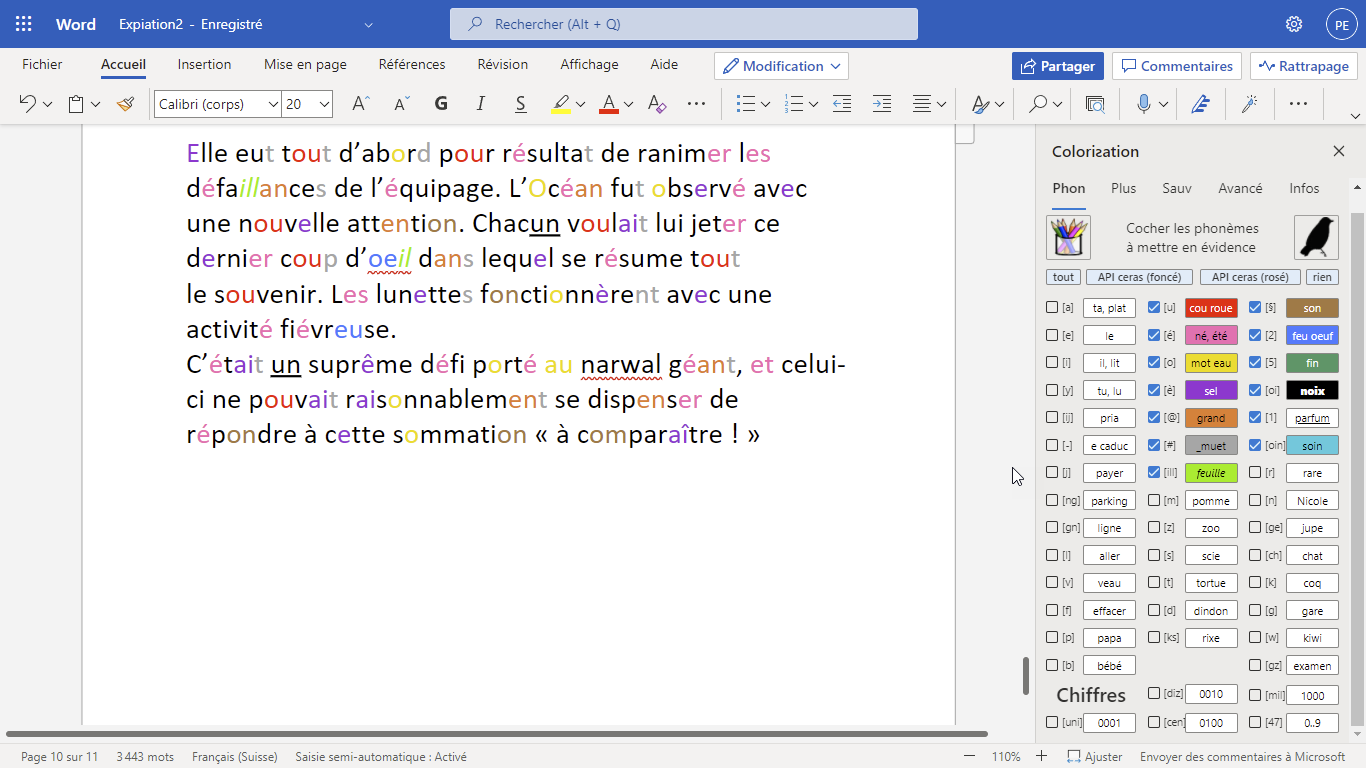 Word Expiation2 - Enregistré Rechercher (Alt + Q) PE
Fichier Accueil Insertion Mise en page Références Révision Affichage Aide Modification Partager Commentaires Rattrapage
Calibri (corps) 20 A A G I S A A
Elle eut tout d’abord pour résultat de ranimer les
défaillances de l’équipage. L’Océan fut observé avec
une nouvelle attention. Chacun voulait lui jeter ce
dernier coup d’oeil dans lequel se résume tout
le souvenir. Les lunettes fonctionnèrent avec une
activité fiévreuse.
C’était un suprême défi porté au narwal géant, et celui-
ci ne pouvait raisonnablement se dispenser de
répondre à cette sommation « à comparaître ! »
Colorization
Phon Plus Sauv Avancé Infos
Cocher les phonèmes
à mettre en évidence
tout API ceras (foncé) API ceras (rosé) rien
[a] ta, plat [u] cou roue [§] son
[e] le [é] né, été [2] feu oeuf
[i] il, lit [o] mot eau [5] fin
[y] tu, lu [è] sel [oi] noix
[ij] pria [@] grand [1] parfum
[-] e caduc [#] _muet [oin] soin
[j] payer [ill] feuille [r] rare
[ng] parking [m] pomme [n] Nicole
[gn] ligne [z] zoo [ge] jupe
[l] aller [s] scie [ch] chat
[v] veau [t] tortue [k] coq
[f] effacer [d] dindon [g] gare
[p] papa [ks] rixe [w] kiwi
[b] bébé [gz] examen
Chiffres [diz] 0010 [mil] 1000
[uni] 0001 [cen] 0100 [47] 0..9
Page 10 sur 11 3 443 mots Français (Suisse) Saisie semi-automatique : Activé 110% Ajuster Envoyer des commentaires à Microsoft